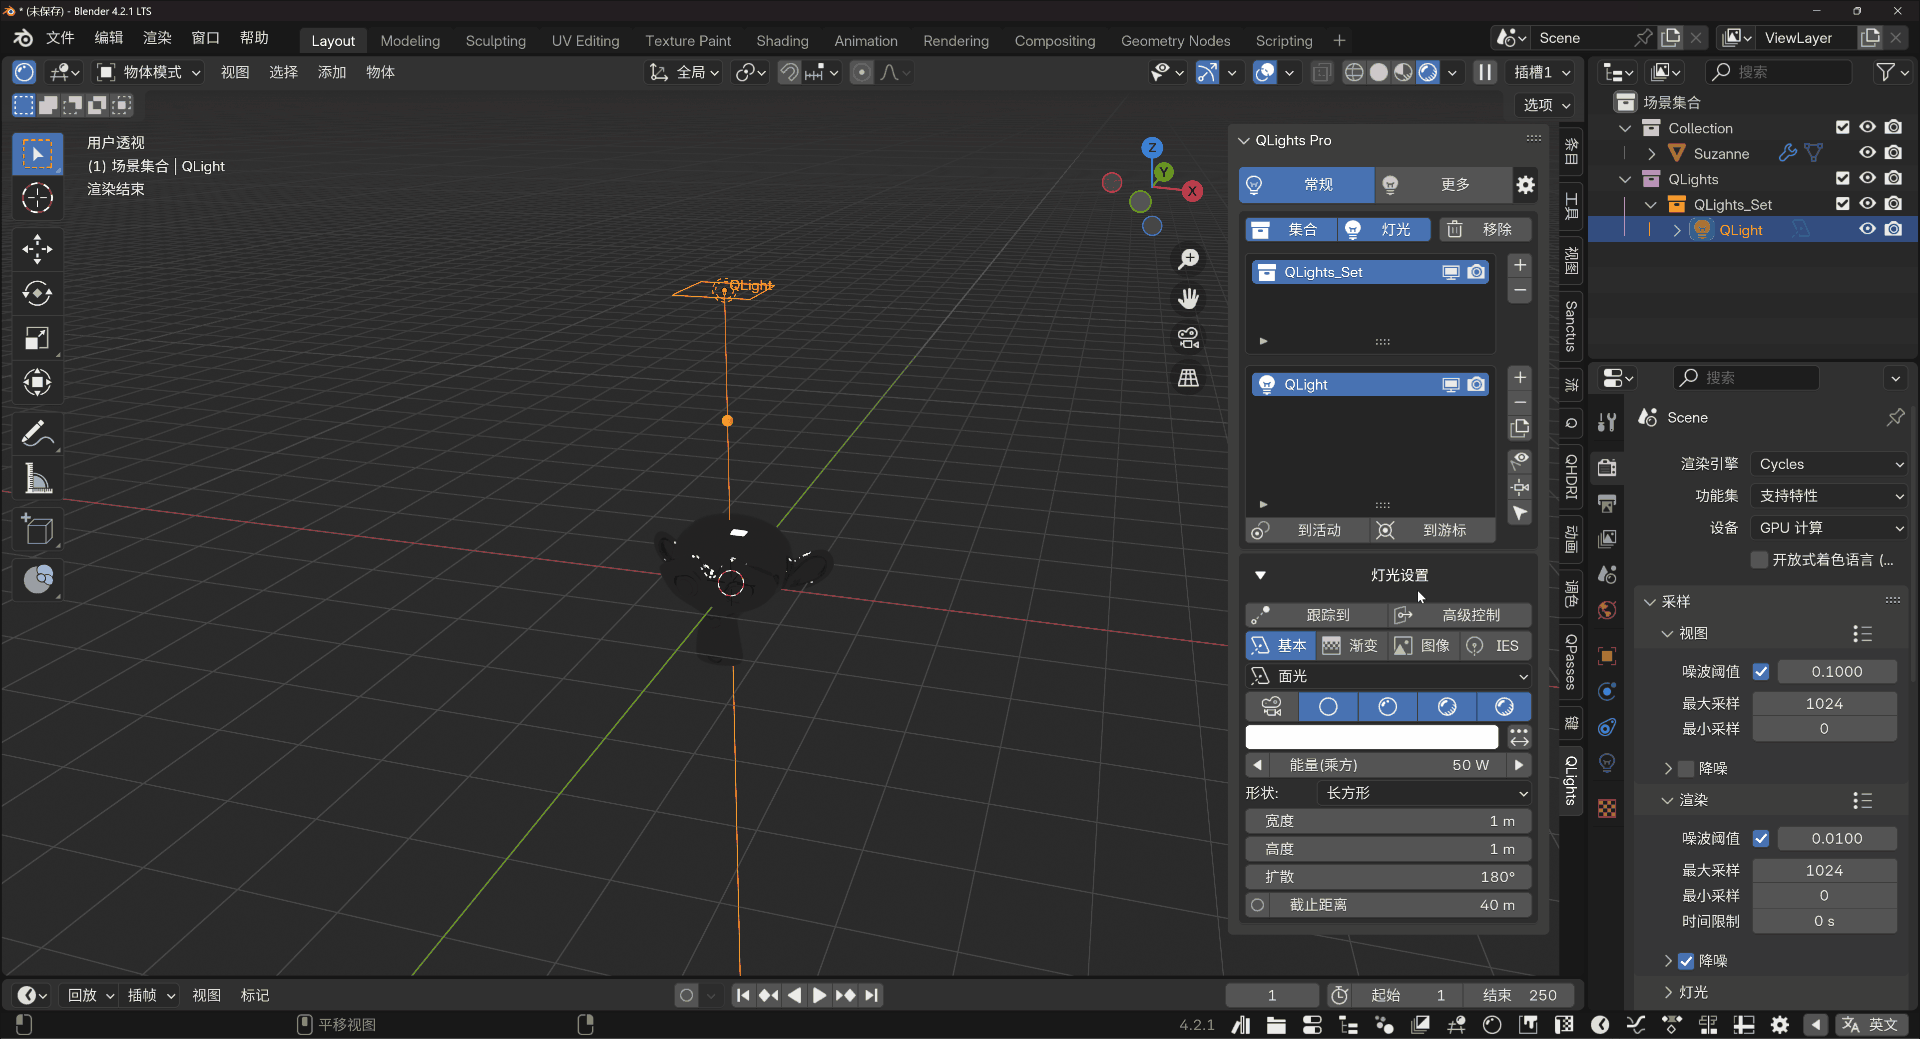 * (未保存) - Blender 4.2.1 LTS
文件 编辑 渲染 窗口 帮助 Layout Modeling Sculpting UV Editing Texture Paint Shading Animation Rendering Compositing Geometry Nodes Scripting + Scene ViewLayer
物体模式 视图 选择 添加 物体 全局 插槽1 搜索
选项
用户透视
(1) 场景集合 | QLight
渲染结束
Z
Y
X
QLight
QLights Pro
常规 更多
集合 灯光 移除
QLights_Set
QLight
到活动 到游标
灯光设置
跟踪到 高级控制
基本 渐变 图像 IES
面光
能量(乘方) 50 W
形状: 长方形
宽度 1 m
高度 1 m
扩散 180°
截止距离 40 m
条目
工具
视图
Sanctus
流
Q
QHDRI
动画
调色
QPasses
键
QLights
场景集合
Collection
Suzanne
QLights
QLights_Set
QLight
搜索
Scene
渲染引擎 Cycles
功能集 支持特性
设备 GPU 计算
开放式着色语言 (...
采样
视图
噪波阈值 0.1000
最大采样 1024
最小采样 0
降噪
渲染
噪波阈值 0.0100
最大采样 1024
最小采样 0
时间限制 0 s
降噪
灯光
回放 插帧 视图 标记 1 起始 1 结束 250
平移视图 4.2.1 英文